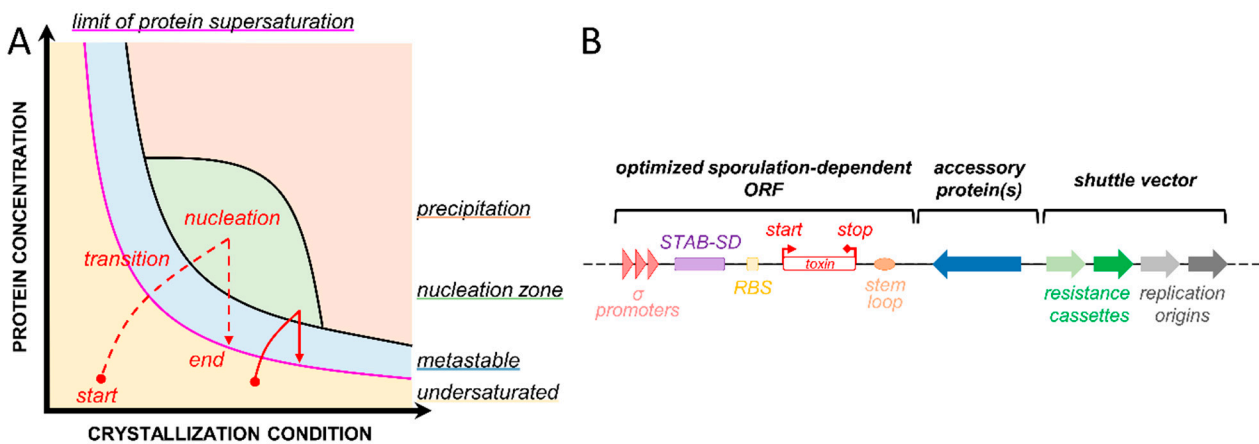 A
limit of protein supersaturation
PROTEIN CONCENTRATION
nucleation
transition
start
end
precipitation
nucleation zone
metastable
undersaturated
CRYSTALLIZATION CONDITION
B
optimized sporulation-dependent
ORF
accessory
protein(s)
shuttle vector
STAB-SD
start
stop
toxin
σ
promoters
RBS
stem
loop
resistance
cassettes
replication
origins